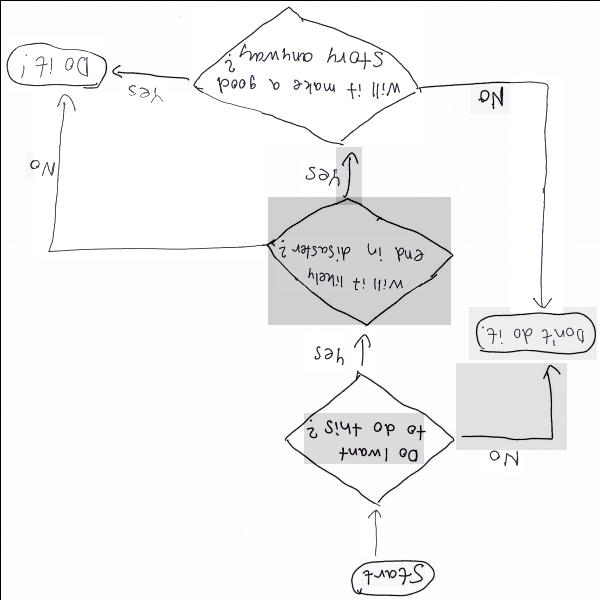 Start
Do I want
to do this?
No
Yes
Don't do it.
Will it likely
end in disaster?
No
Yes
Will it make a good
story anyway?
No
Yes
Do it!